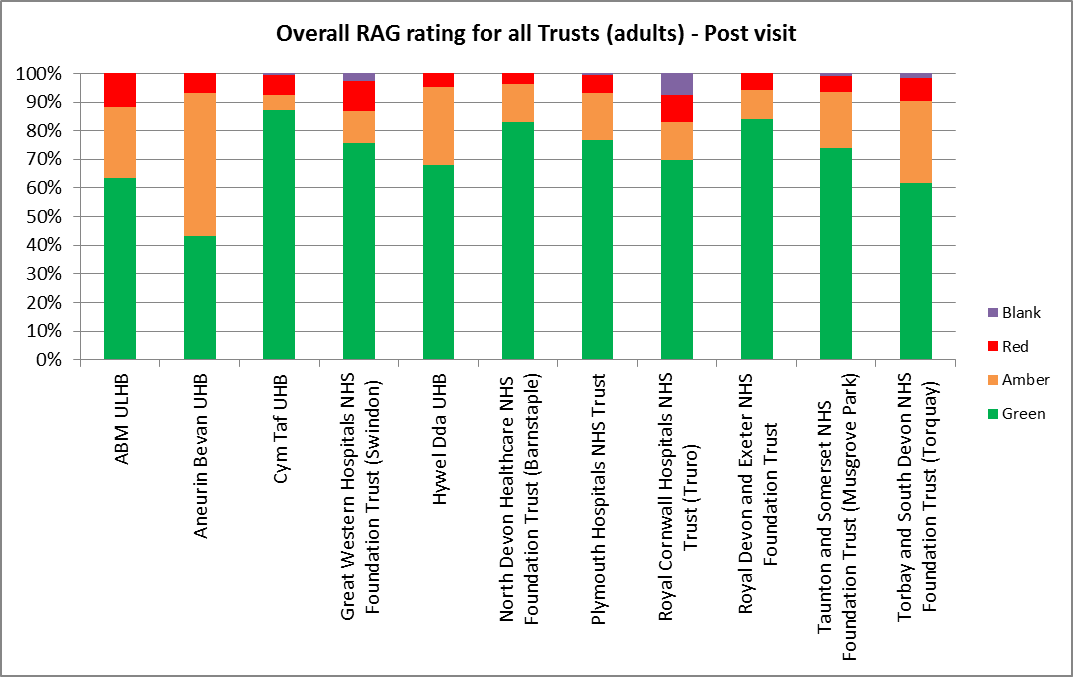 Overall RAG rating for all Trusts (adults) - Post visit
100%
90%
80%
70%
60%
50%
40%
30%
20%
10%
0%
Blank
Red
Amber
Green
ABM ULHB
Aneurin Bevan UHB
Cym Taf UHB
Great Western Hospitals NHS
Foundation Trust (Swindon)
Hywel Dda UHB
North Devon Healthcare NHS
Foundation Trust (Barnstaple)
Plymouth Hospitals NHS Trust
Royal Cornwall Hospitals NHS
Trust (Truro)
Royal Devon and Exeter NHS
Foundation Trust
Taunton and Somerset NHS
Foundation Trust (Musgrove Park)
Torbay and South Devon NHS
Foundation Trust (Torquay)